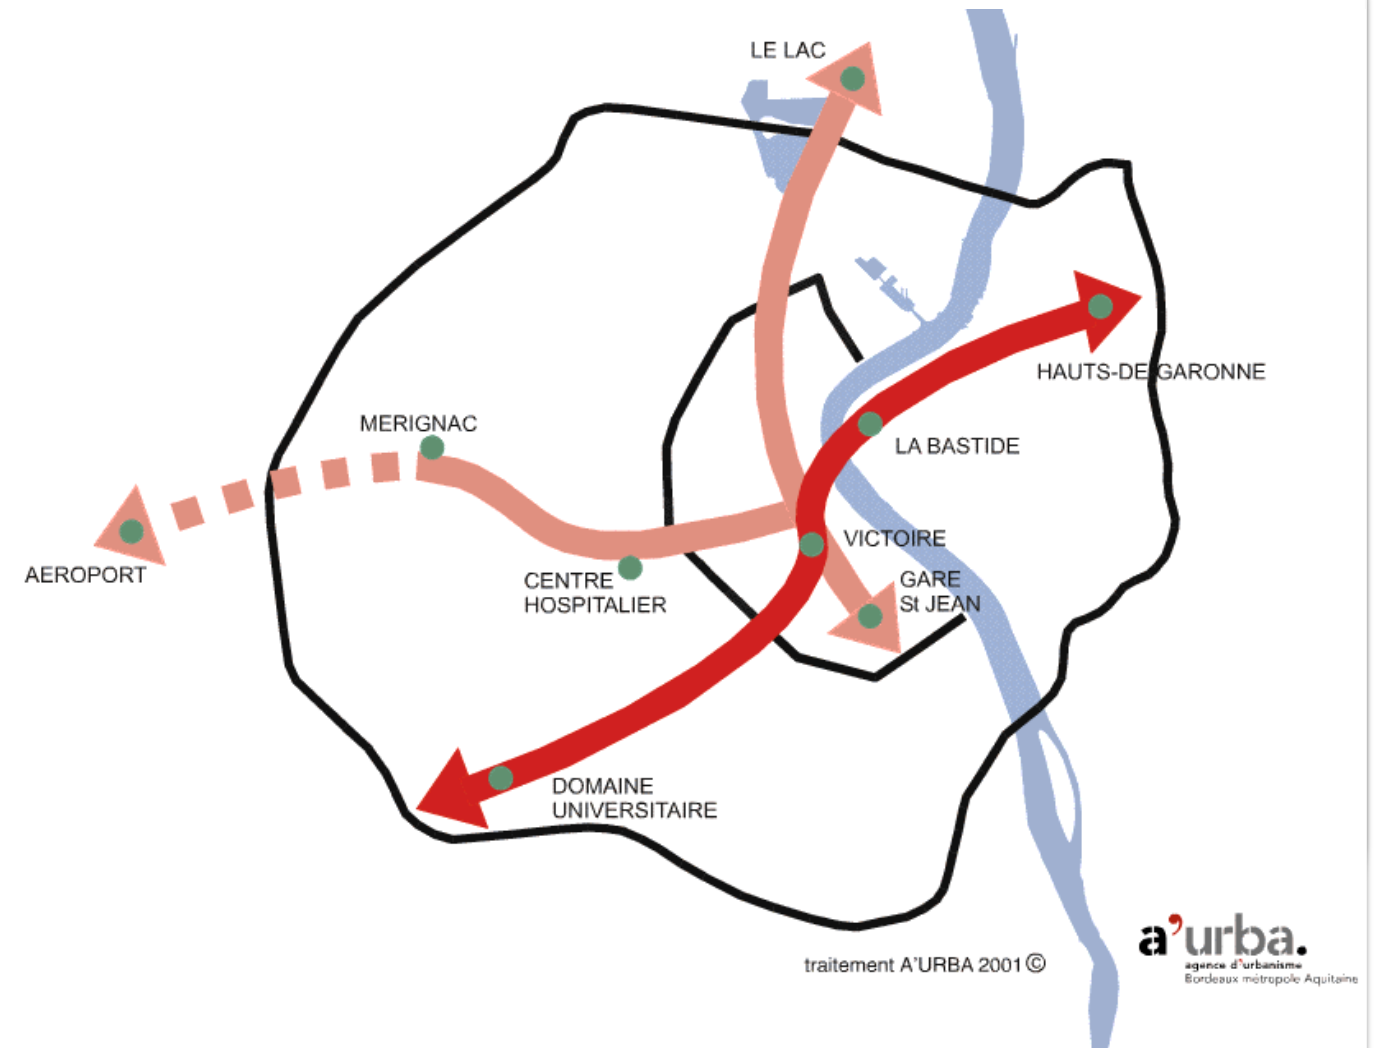 LE LAC
HAUTS-DE-GARONNE
MERIGNAC
LA BASTIDE
VICTOIRE
AEROPORT
CENTRE
HOSPITALIER
GARE
St JEAN
DOMAINE
UNIVERSITAIRE
traitement A'URBA 2001 ©
a'urba.
agence d'urbanisme
Bordeaux métropole Aquitaine